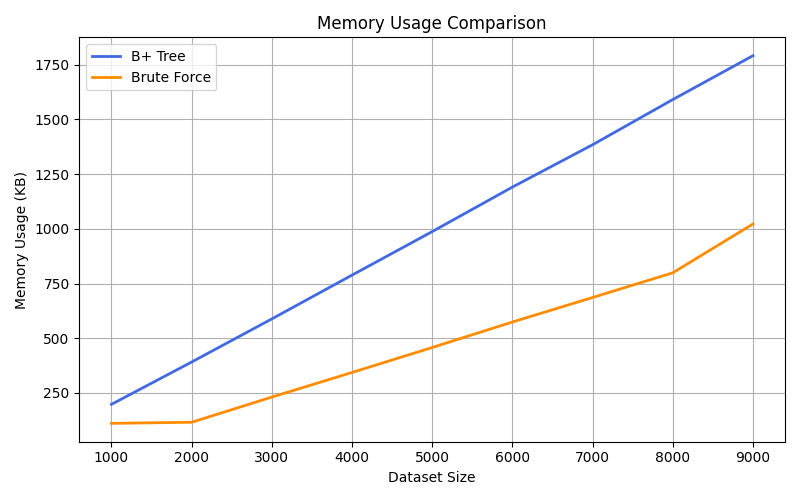 Memory Usage Comparison
B+ Tree
Brute Force
Memory Usage (KB)
1750
1500
1250
1000
750
500
250
1000 2000 3000 4000 5000 6000 7000 8000 9000
Dataset Size